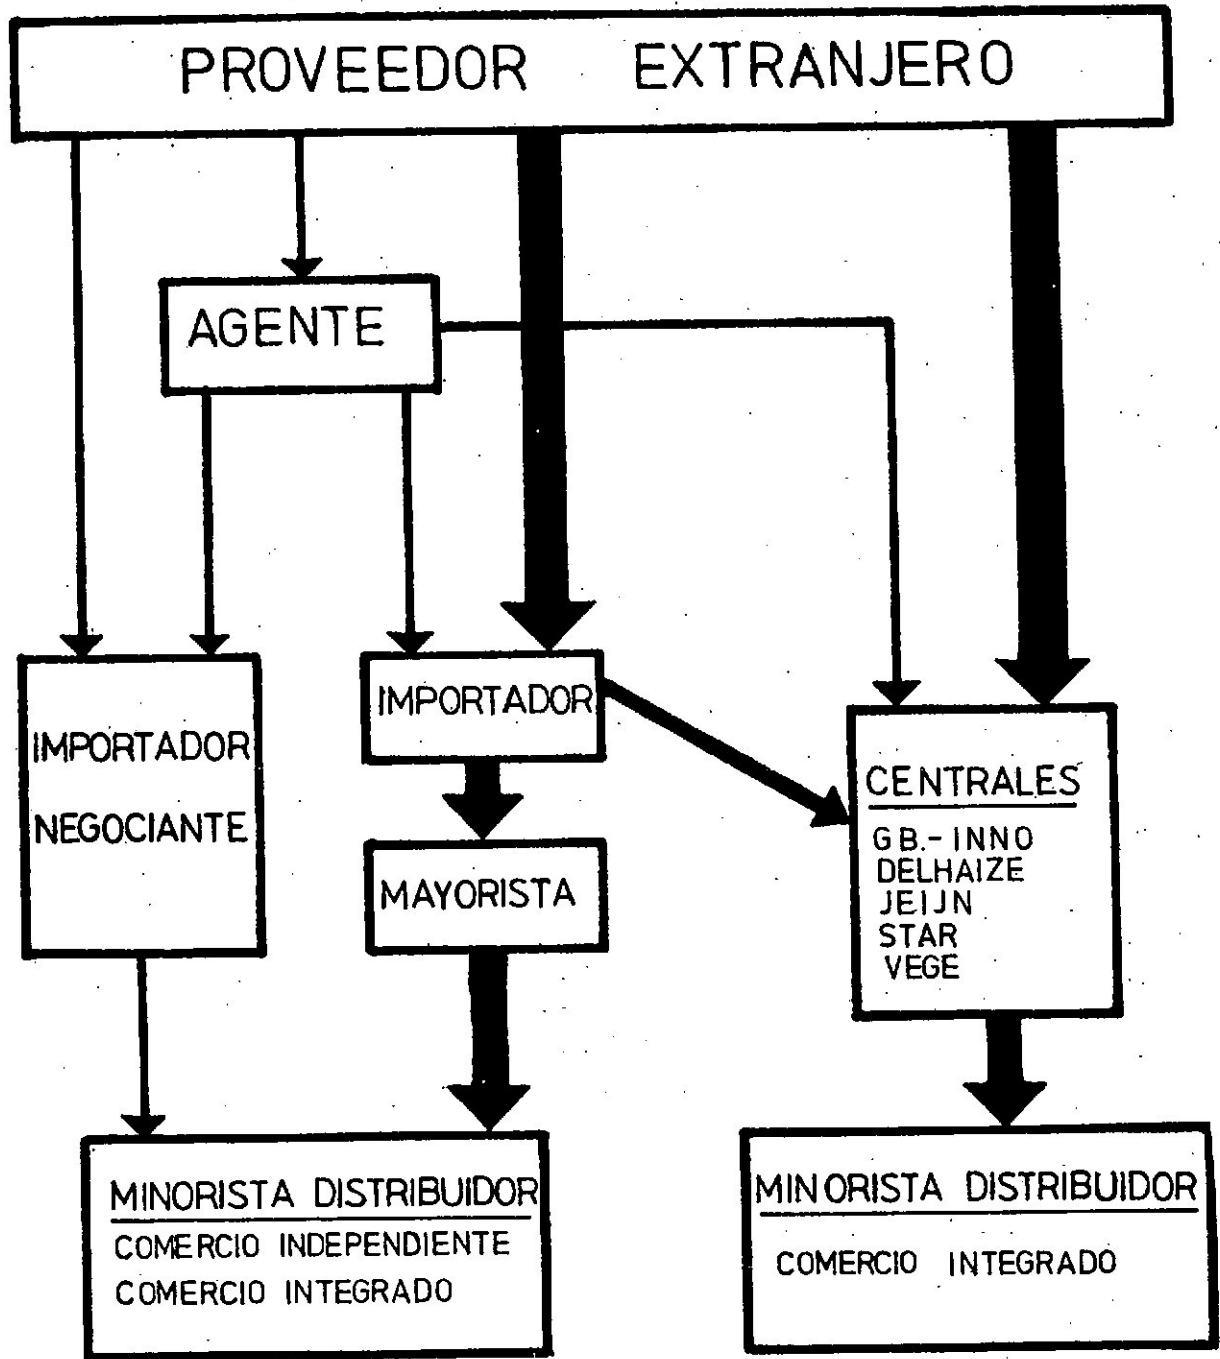 PROVEEDOR EXTRANJERO
AGENTE
IMPORTADOR
NEGOCIANTE
IMPORTADOR
MAYORISTA
CENTRALES
GB.-INNO
DELHAIZE
JEIJN
STAR
VEGE
MINORISTA DISTRIBUIDOR
COMERCIO INDEPENDIENTE
COMERCIO INTEGRADO
MINORISTA DISTRIBUIDOR
COMERCIO INTEGRADO